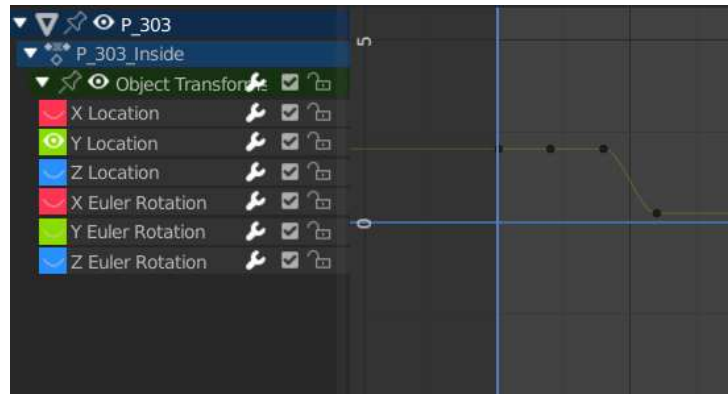 P_303
P_303_Inside
Object Transforms
X Location
Y Location
Z Location
X Euler Rotation
Y Euler Rotation
Z Euler Rotation
5
0